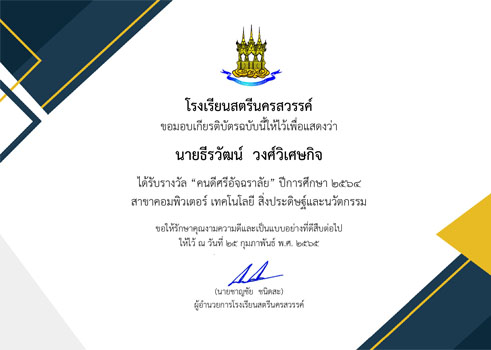 โรงเรียนสตรีนครสวรรค์
ขอมอบเกียรติบัตรฉบับนี้ให้ไว้เพื่อแสดงว่า
นายธีรวัฒน์ วงศ์วิเศษกิจ
ได้รับรางวัล “คนดีศรีอัจฉราลัย” ปีการศึกษา ๒๕๖๔
สาขาคอมพิวเตอร์ เทคโนโลยี สิ่งประดิษฐ์และนวัตกรรม
ขอให้รักษาคุณงามความดีและเป็นแบบอย่างที่ดีสืบต่อไป
ให้ไว้ ณ วันที่ ๒๕ กุมภาพันธ์ พ.ศ. ๒๕๖๕
(นายชาญชัย ชนิดสะ)
ผู้อำนวยการโรงเรียนสตรีนครสวรรค์